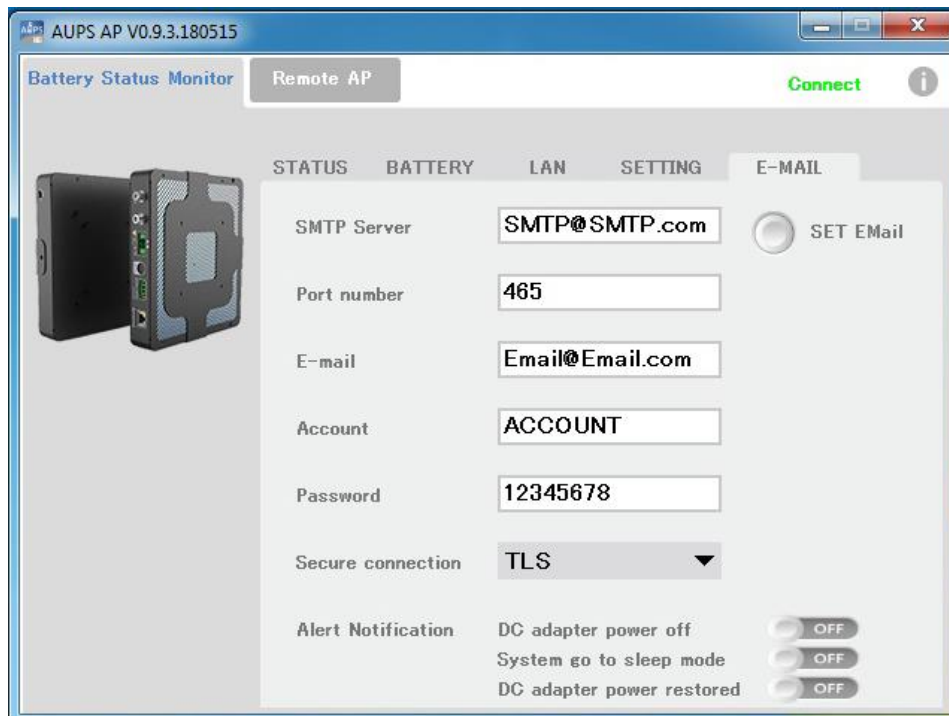 AUPS AP V0.9.3.180515
Battery Status Monitor Remote AP Connect
STATUS BATTERY LAN SETTING E-MAIL
SMTP Server SMTP@SMTP.com SET EMail
Port number 465
E-mail Email@Email.com
Account ACCOUNT
Password 12345678
Secure connection TLS
Alert Notification DC adapter power off OFF
System go to sleep mode OFF
DC adapter power restored OFF